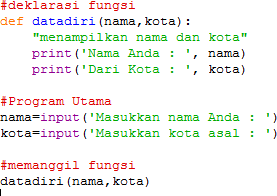 #deklarasi fungsi
def datadiri(nama,kota):
    "menampilkan nama dan kota"
    print('Nama Anda : ', nama)
    print('Dari Kota : ', kota)

#Program Utama
nama=input('Masukkan nama Anda : ')
kota=input('Masukkan kota asal : ')

#memanggil fungsi
datadiri(nama,kota)